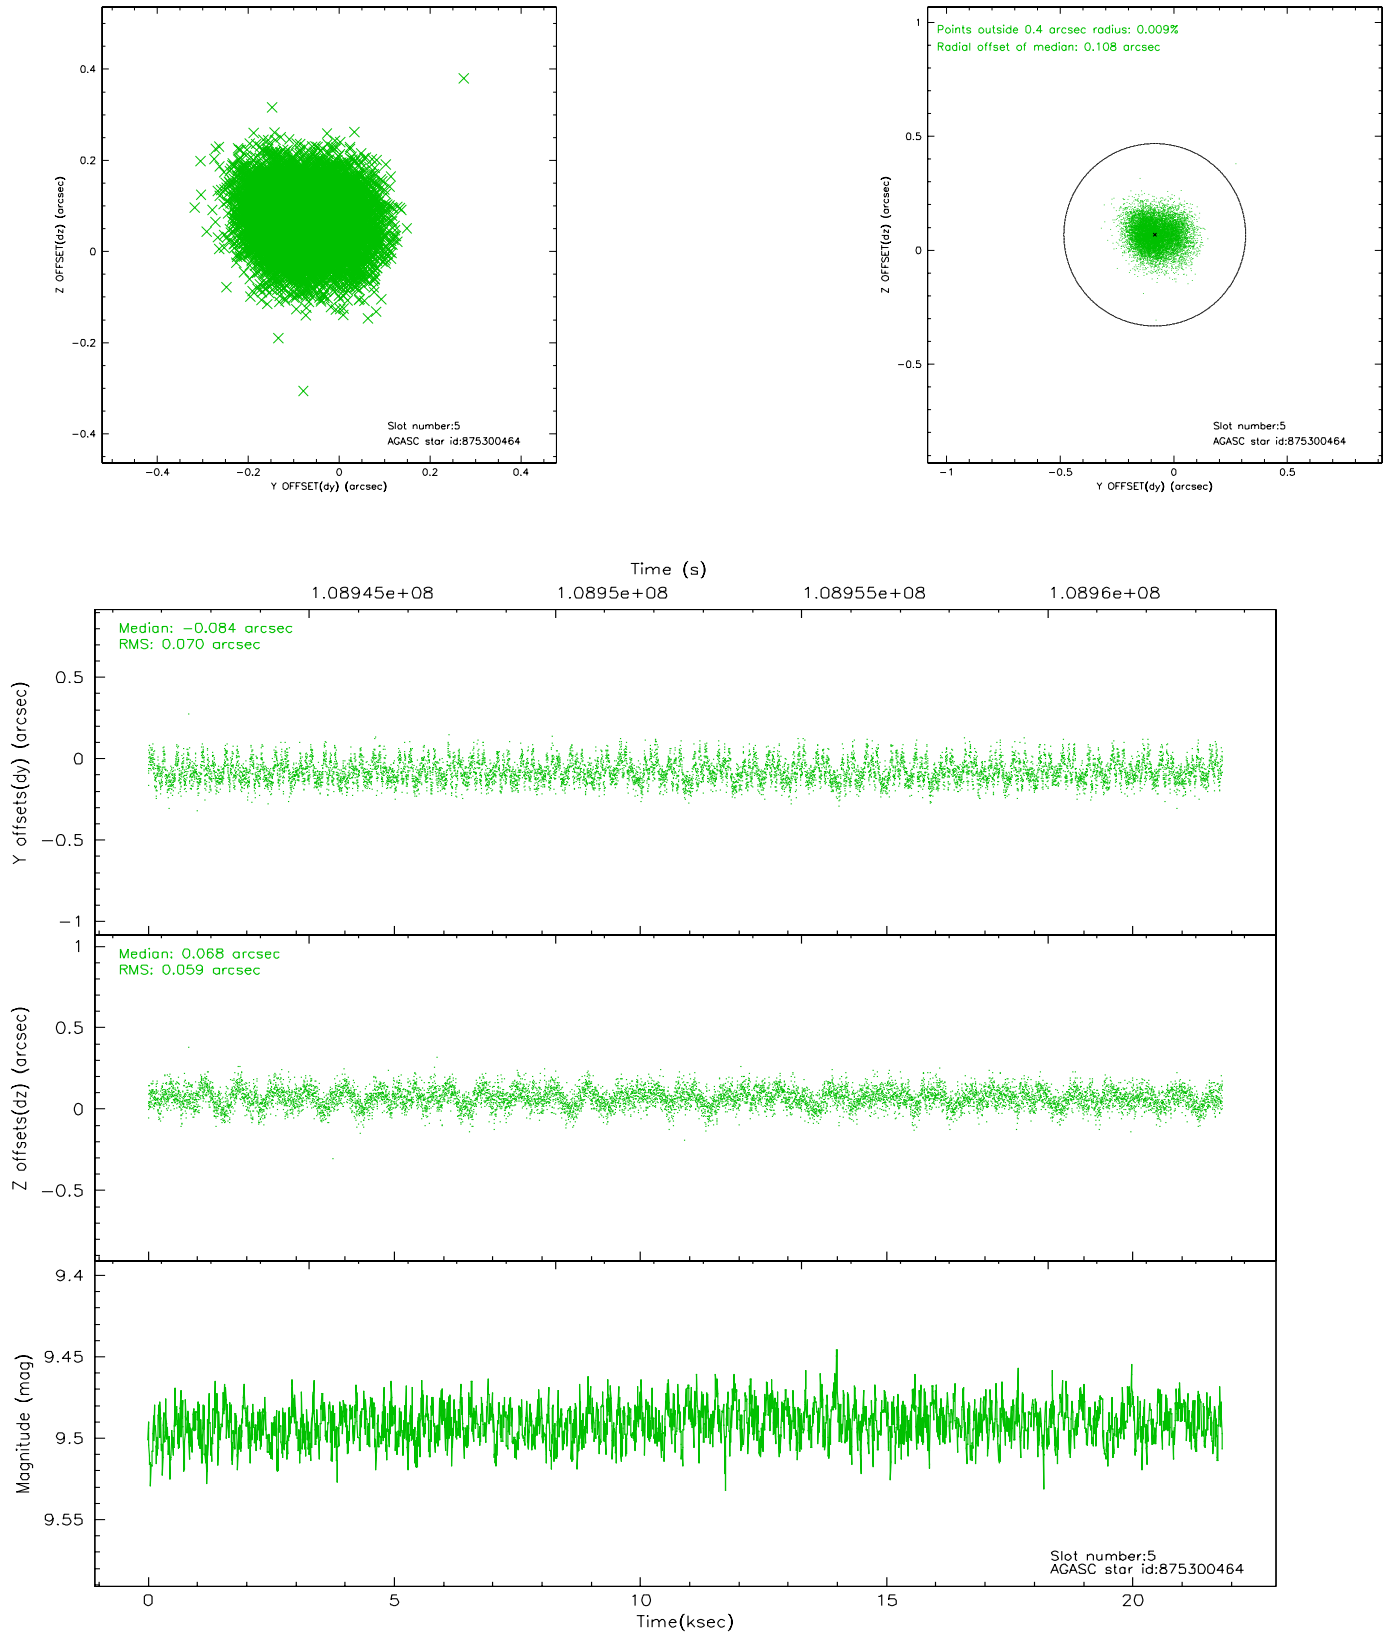 0.4
0.2
0
−0.2
−0.4
Z OFFSET(dz) (arcsec)
Slot number:5
AGASC star id:875300464
−0.4
−0.2
0
0.2
0.4
Y OFFSET(dy) (arcsec)
Points outside 0.4 arcsec radius: 0.009%
Radial offset of median: 0.108 arcsec
1
0.5
0
−0.5
Z OFFSET(dz) (arcsec)
Slot number:5
AGASC star id:875300464
−1
−0.5
0
0.5
Y OFFSET(dy) (arcsec)
Time (s)
1.08945e+08
1.0895e+08
1.08955e+08
1.0896e+08
Median: −0.084 arcsec
RMS: 0.070 arcsec
0.5
0
−0.5
−1
Y offsets(dy) (arcsec)
Median: 0.068 arcsec
RMS: 0.059 arcsec
1
0.5
0
−0.5
Z offsets(dz) (arcsec)
9.4
9.45
9.5
9.55
Magnitude (mag)
Slot number:5
AGASC star id:875300464
0
5
10
15
20
Time(ksec)